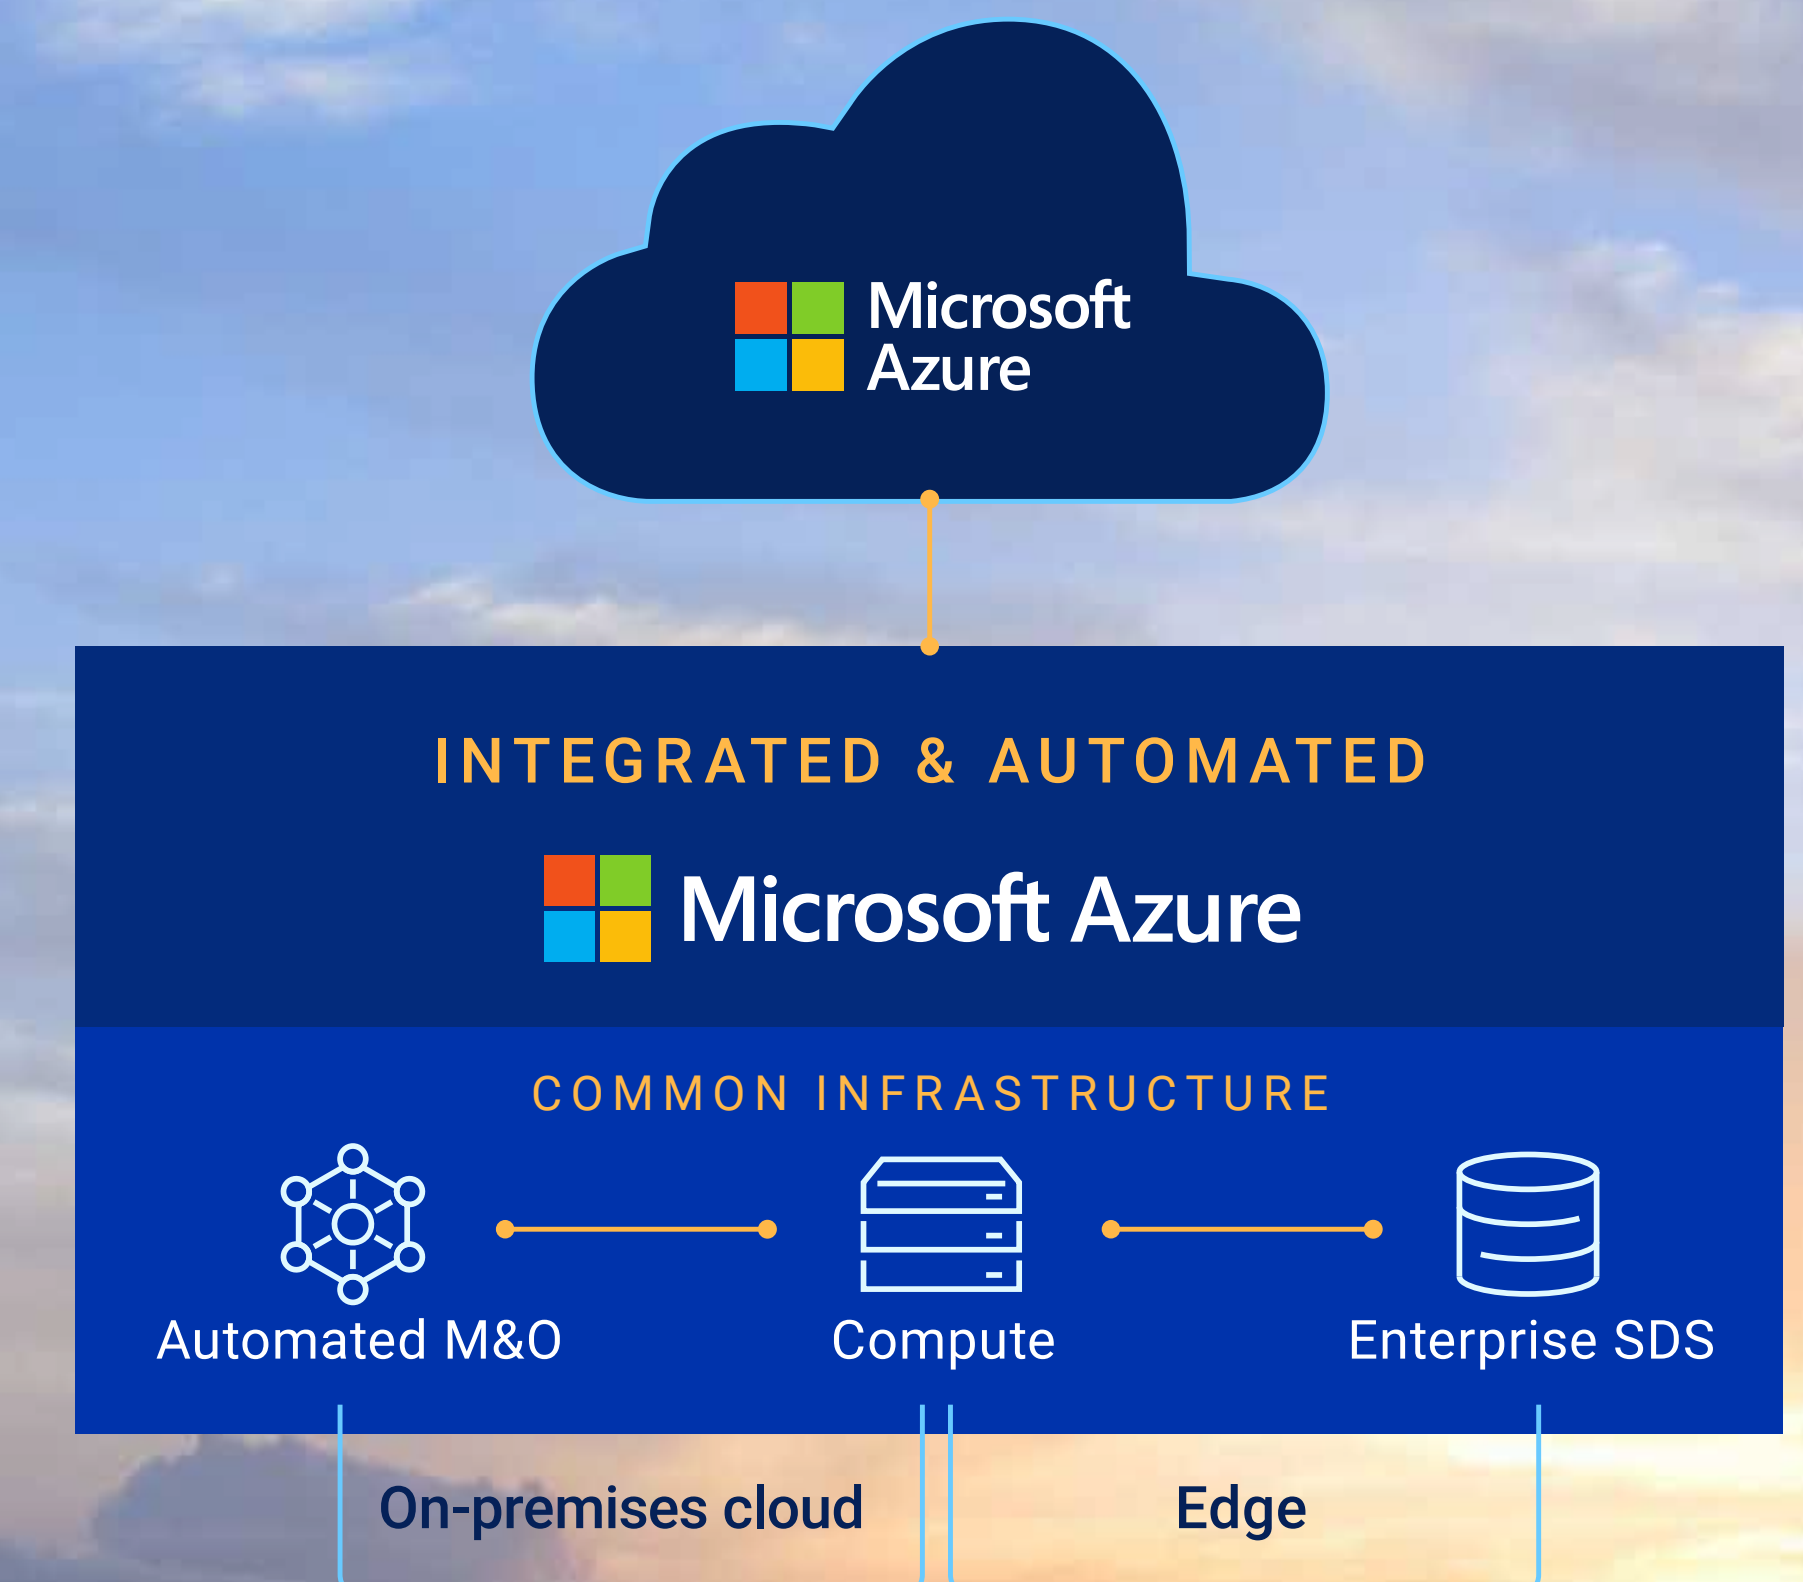 Microsoft
Azure
INTEGRATED & AUTOMATED
Microsoft Azure
COMMON INFRASTRUCTURE
Automated M&O
Compute
Enterprise SDS
On-premises cloud
Edge